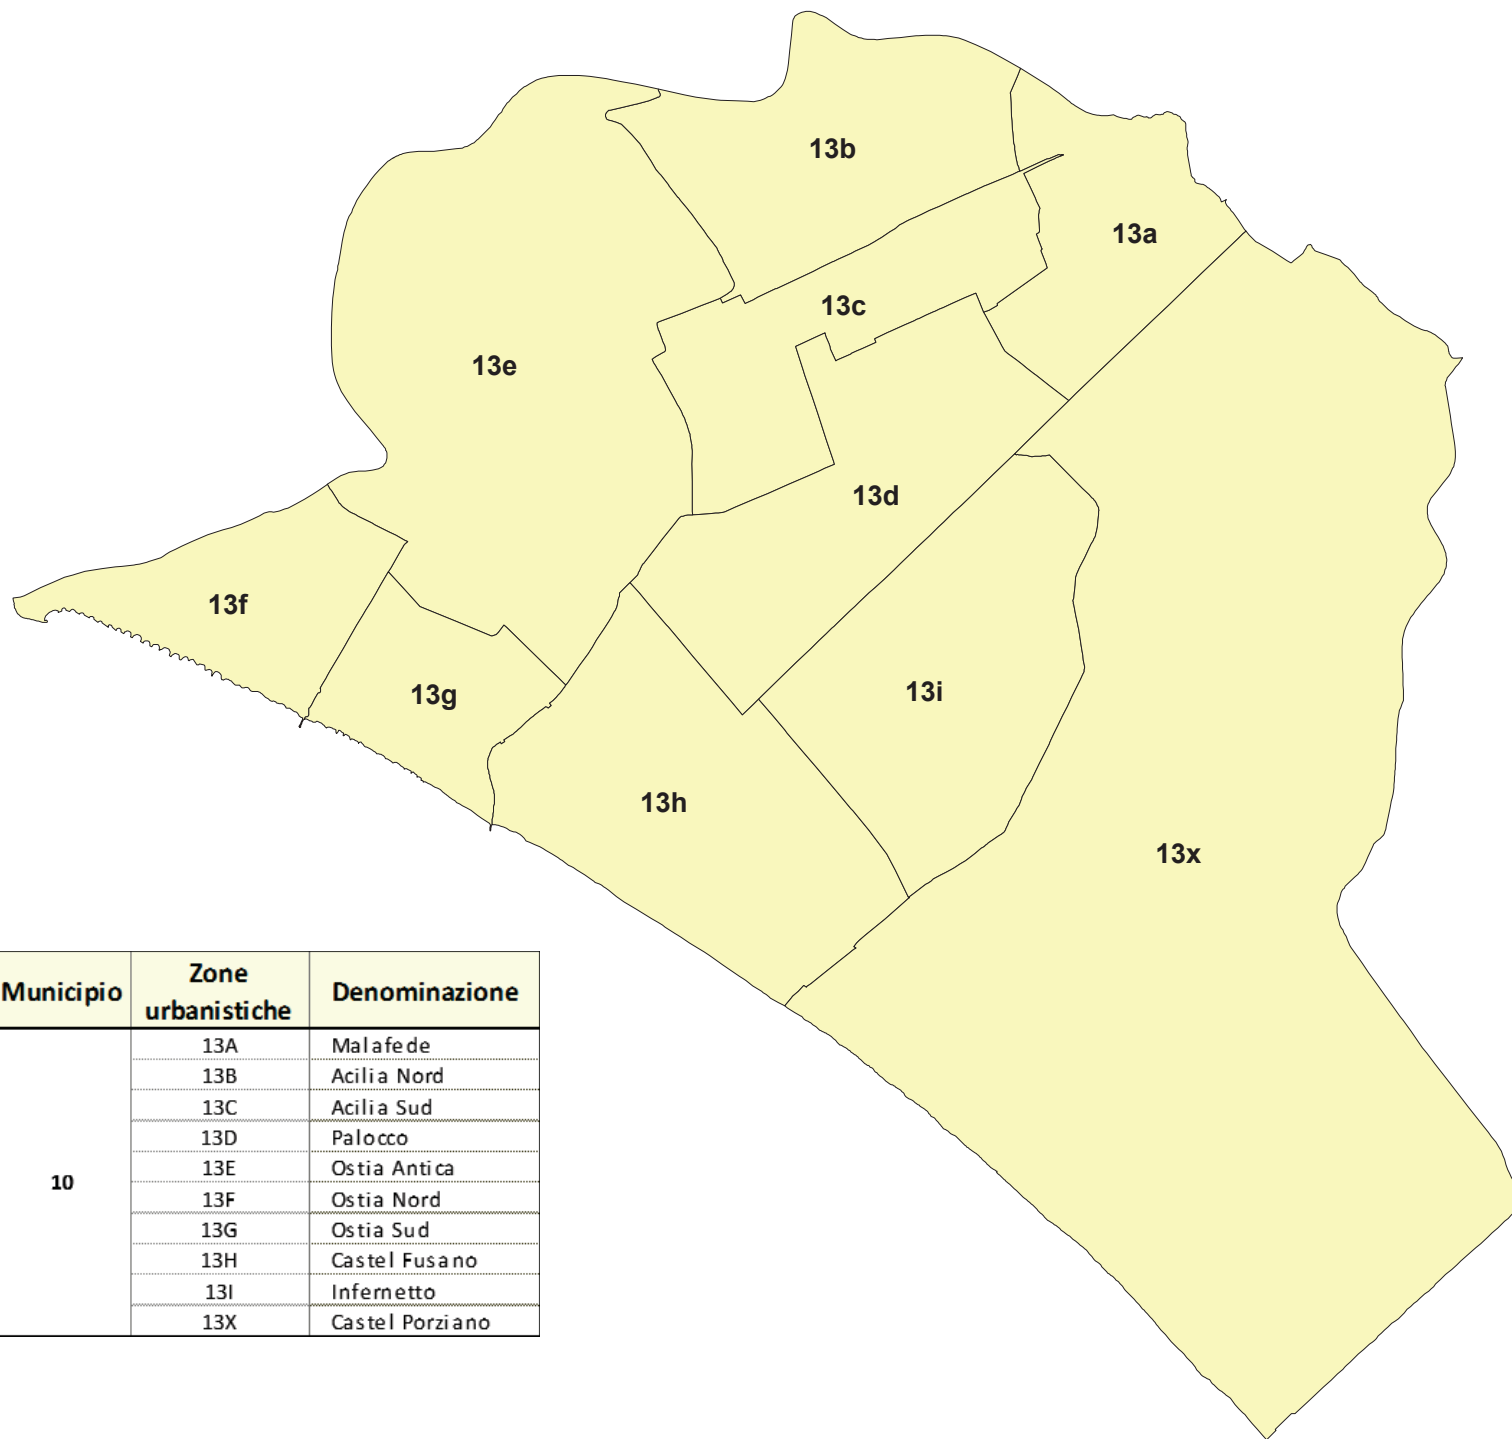 13b
13a
13c
13e
13d
13f
13g
13i
13h
13x
Municipio Zone urbanistiche Denominazione
10
13A Malafede
13B Acilia Nord
13C Acilia Sud
13D Palocco
13E Ostia Antica
13F Ostia Nord
13G Ostia Sud
13H Castel Fusano
13I Infernetto
13X Castel Porziano